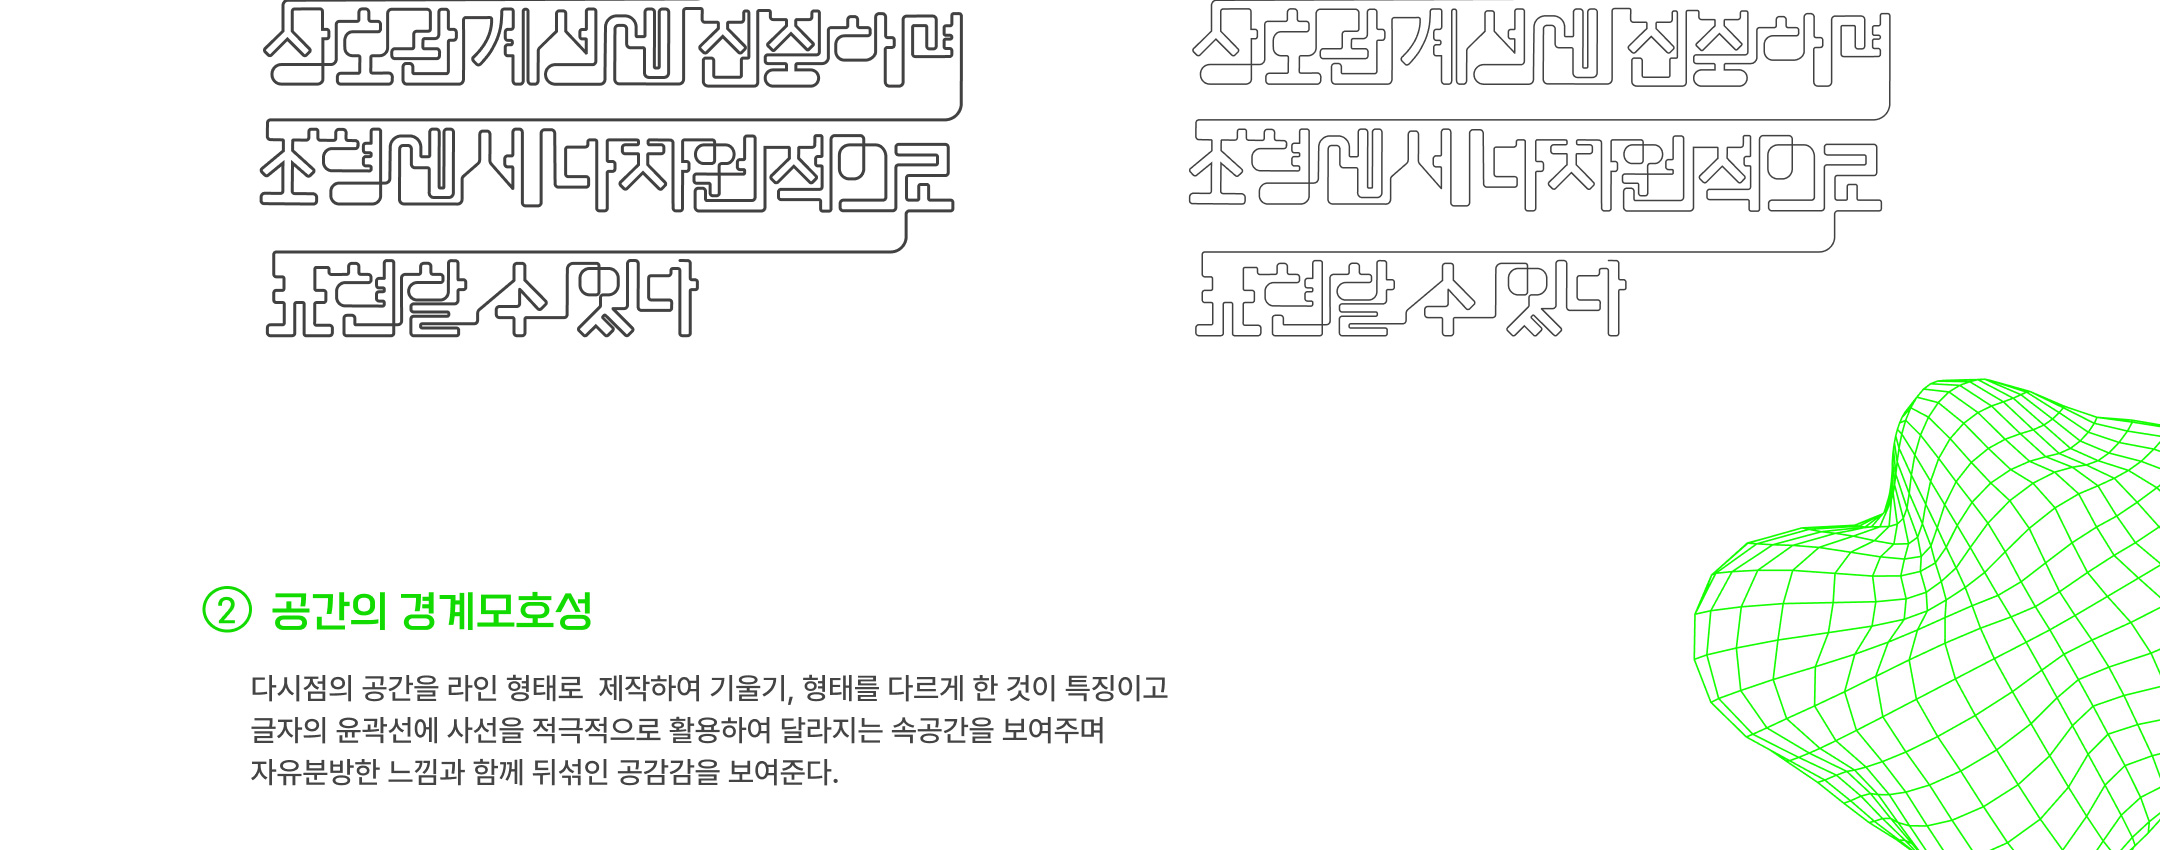 상호관계성에 집중하며
조형에서 다차원적으로
표현할 수 있다
상호관계성에 집중하며
조형에서 다차원적으로
표현할 수 있다
② 공간의 경계모호성
다시점의 공간을 라인 형태로  제작하여 기울기, 형태를 다르게 한 것이 특징이고
글자의 윤곽선에 사선을 적극적으로 활용하여 달라지는 속공간을 보여주며
자유분방한 느낌과 함께 뒤섞인 공감감을 보여준다.